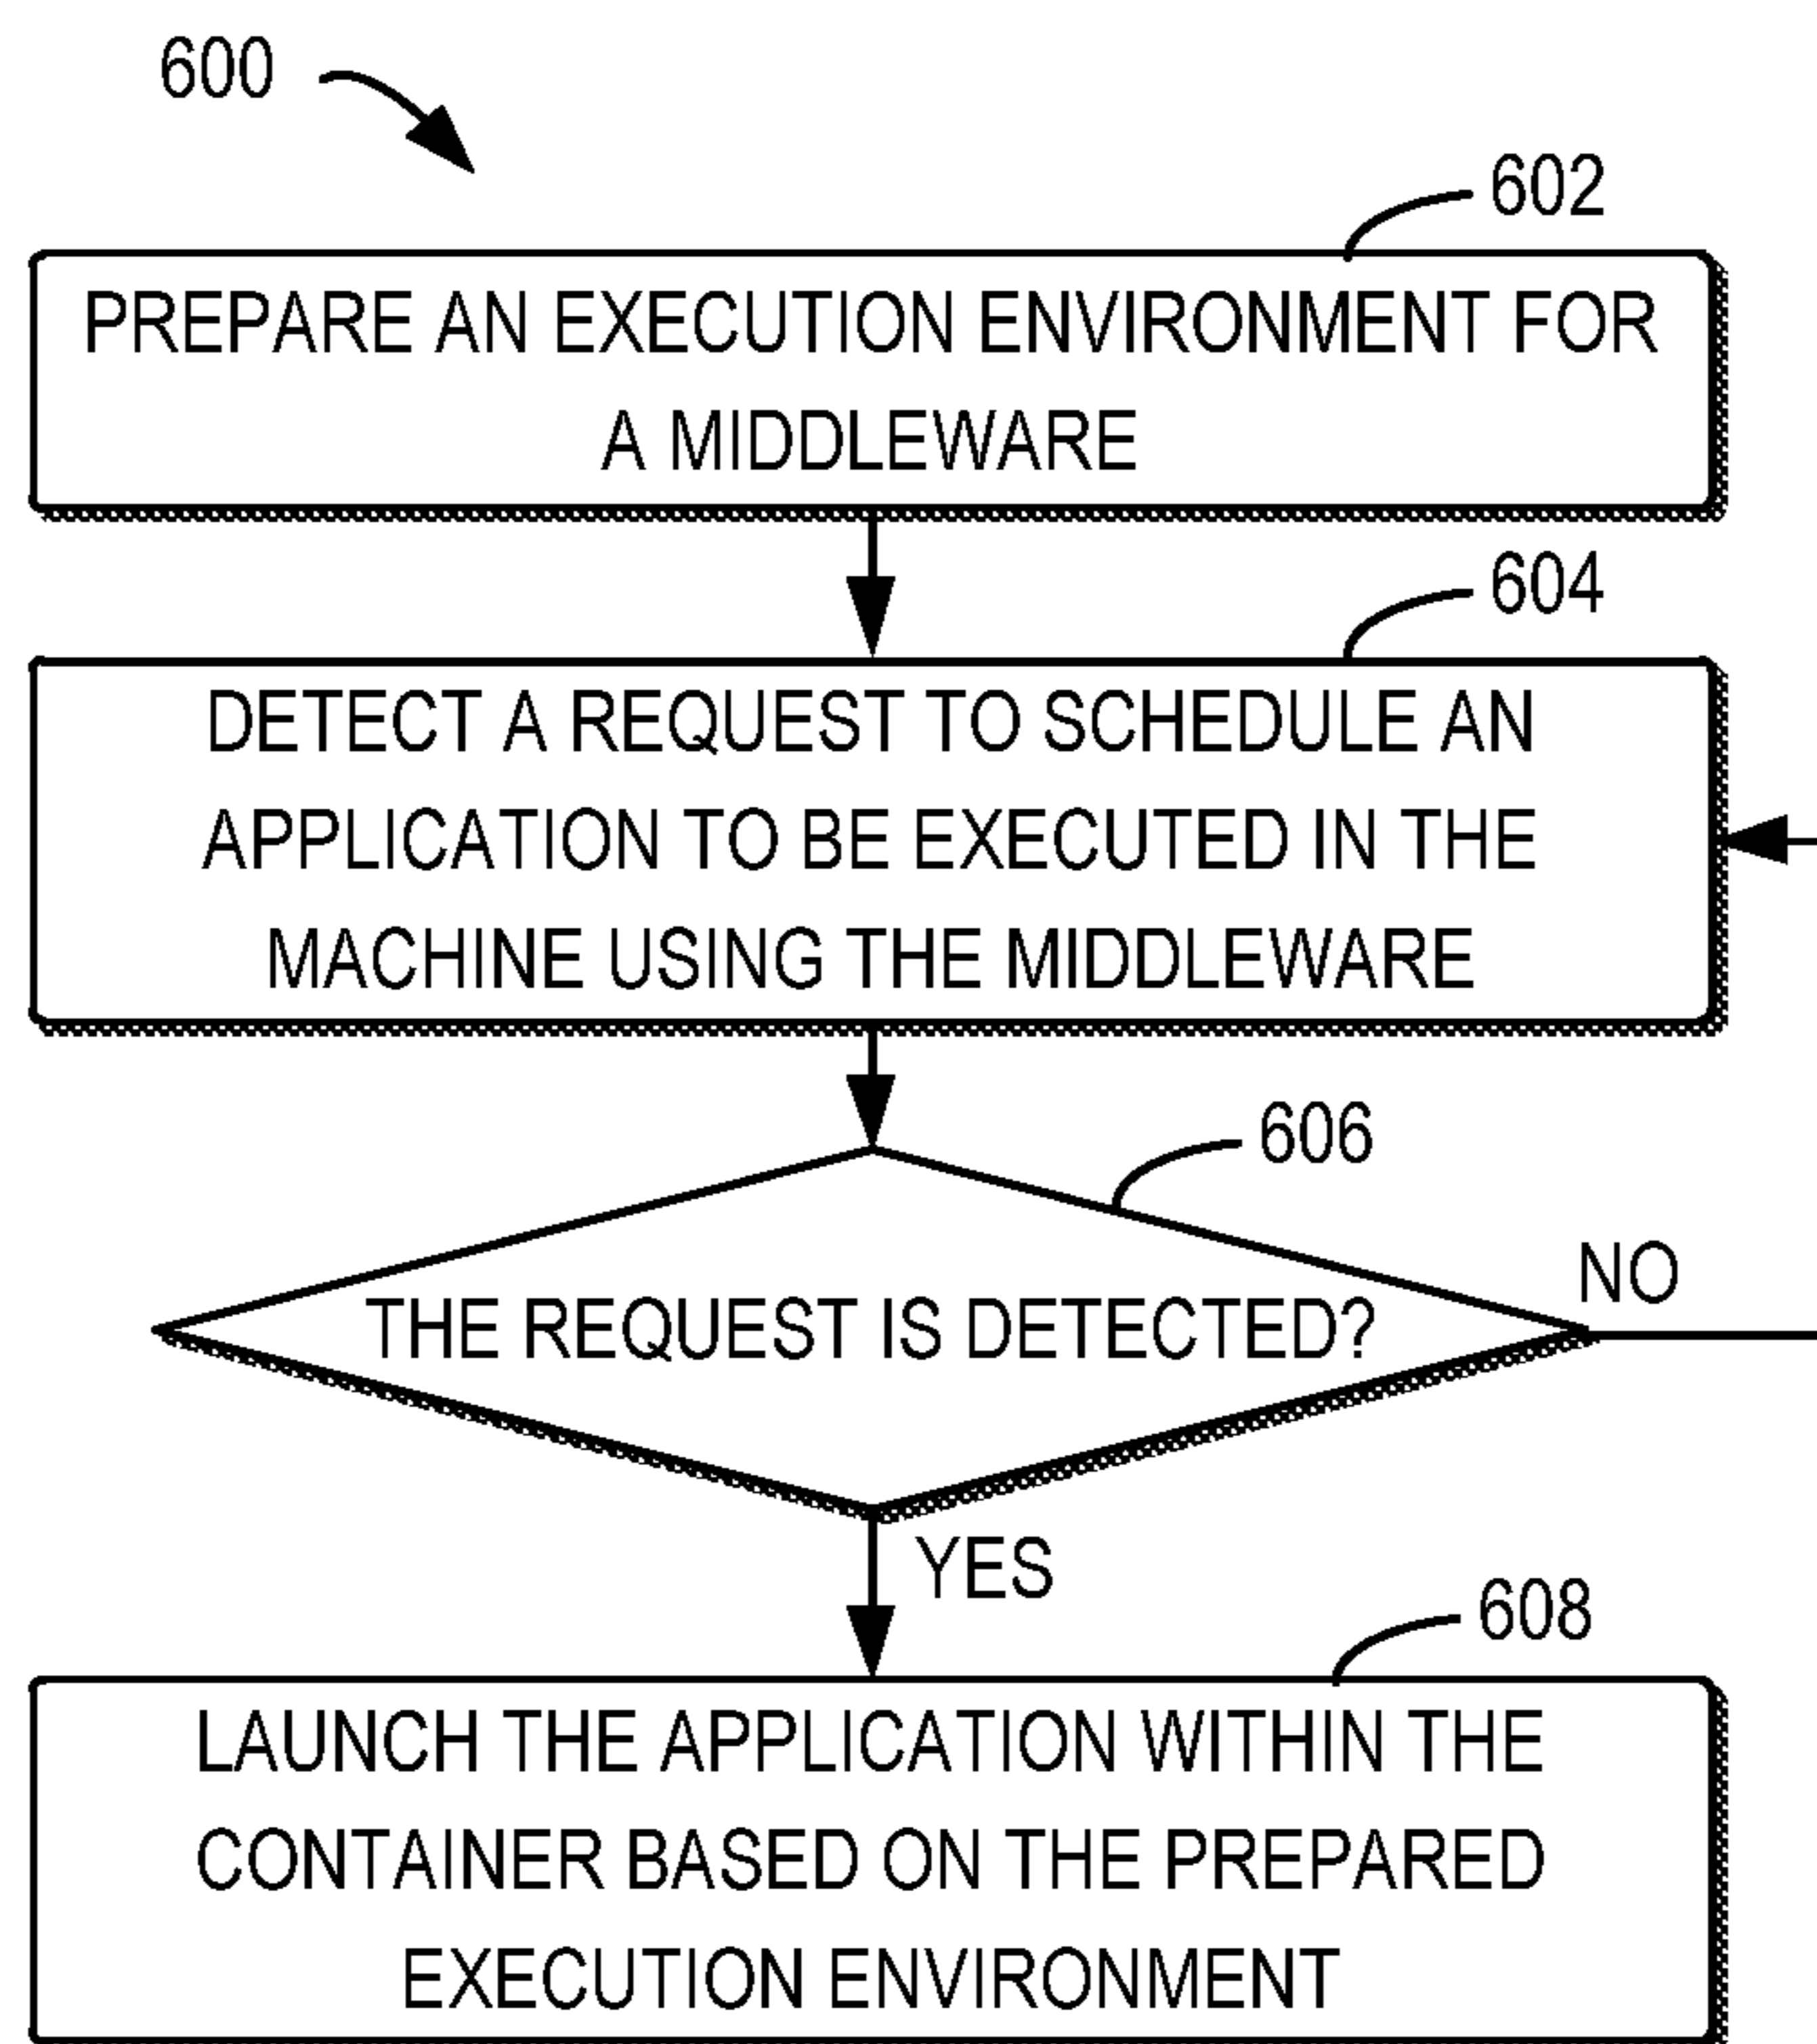 600
602
PREPARE AN EXECUTION ENVIRONMENT FOR
A MIDDLEWARE
604
DETECT A REQUEST TO SCHEDULE AN
APPLICATION TO BE EXECUTED IN THE
MACHINE USING THE MIDDLEWARE
606
THE REQUEST IS DETECTED?
NO
YES
608
LAUNCH THE APPLICATION WITHIN THE
CONTAINER BASED ON THE PREPARED
EXECUTION ENVIRONMENT